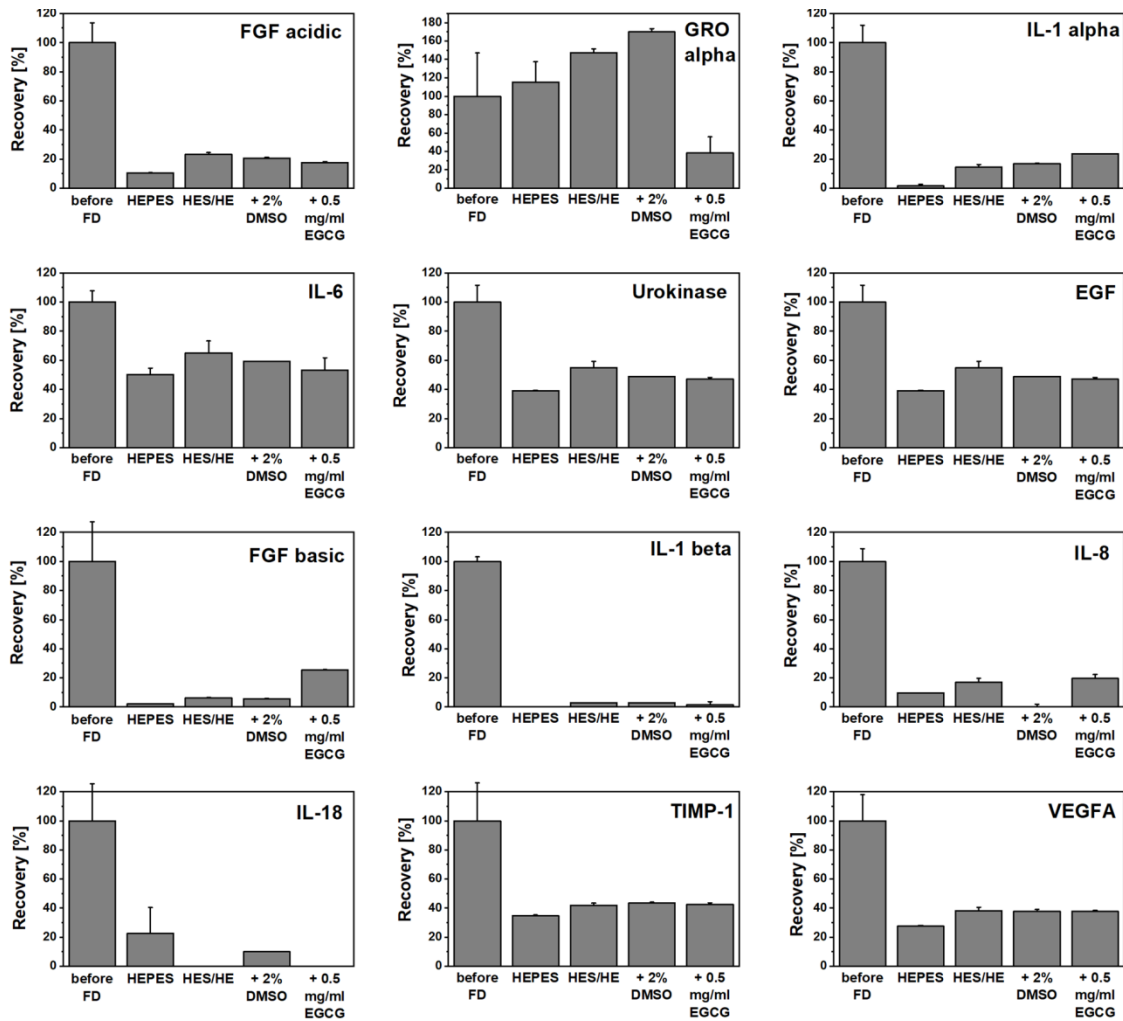 FGF acidic
Recovery [%]
120
100
80
60
40
20
0
before FD
HEPES
HES/HE
+ 2% DMSO
+ 0.5 mg/ml EGCG
GRO alpha
Recovery [%]
180
160
140
120
100
80
60
40
20
0
before FD
HEPES
HES/HE
+ 2% DMSO
+ 0.5 mg/ml EGCG
IL-1 alpha
Recovery [%]
120
100
80
60
40
20
0
before FD
HEPES
HES/HE
+ 2% DMSO
+ 0.5 mg/ml EGCG
IL-6
Recovery [%]
120
100
80
60
40
20
0
before FD
HEPES
HES/HE
+ 2% DMSO
+ 0.5 mg/ml EGCG
Urokinase
Recovery [%]
120
100
80
60
40
20
0
before FD
HEPES
HES/HE
+ 2% DMSO
+ 0.5 mg/ml EGCG
EGF
Recovery [%]
120
100
80
60
40
20
0
before FD
HEPES
HES/HE
+ 2% DMSO
+ 0.5 mg/ml EGCG
FGF basic
Recovery [%]
120
100
80
60
40
20
0
before FD
HEPES
HES/HE
+ 2% DMSO
+ 0.5 mg/ml EGCG
IL-1 beta
Recovery [%]
120
100
80
60
40
20
0
before FD
HEPES
HES/HE
+ 2% DMSO
+ 0.5 mg/ml EGCG
IL-8
Recovery [%]
120
100
80
60
40
20
0
before FD
HEPES
HES/HE
+ 2% DMSO
+ 0.5 mg/ml EGCG
IL-18
Recovery [%]
120
100
80
60
40
20
0
before FD
HEPES
HES/HE
+ 2% DMSO
+ 0.5 mg/ml EGCG
TIMP-1
Recovery [%]
120
100
80
60
40
20
0
before FD
HEPES
HES/HE
+ 2% DMSO
+ 0.5 mg/ml EGCG
VEGFA
Recovery [%]
120
100
80
60
40
20
0
before FD
HEPES
HES/HE
+ 2% DMSO
+ 0.5 mg/ml EGCG